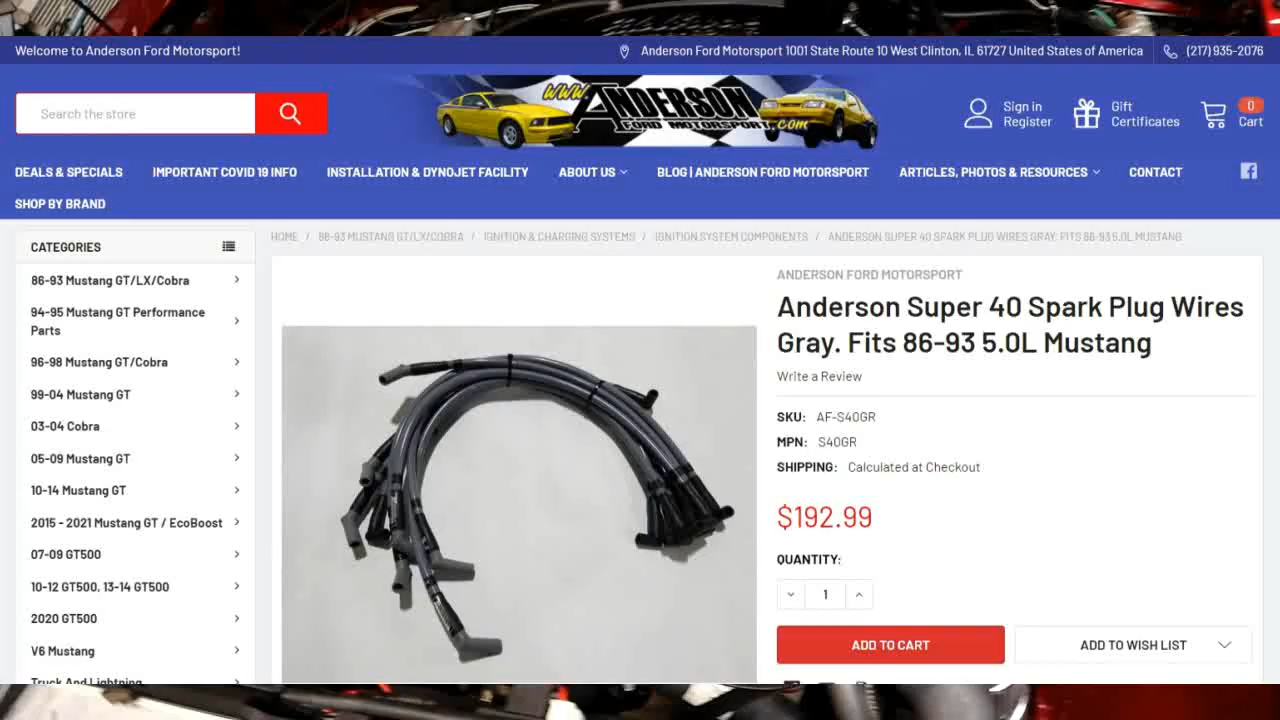 Welcome to Anderson Ford Motorsport!
Anderson Ford Motorsport 1001 State Route 10 West Clinton, IL 61727 United States of America
(217) 935-2076
Search the store
www.
ANDERSON
FORD MOTORSPORT
.com
Sign in
Register
Gift
Certificates
0
Cart
DEALS & SPECIALS
IMPORTANT COVID 19 INFO
INSTALLATION & DYNOJET FACILITY
ABOUT US
BLOG | ANDERSON FORD MOTORSPORT
ARTICLES, PHOTOS & RESOURCES
CONTACT
SHOP BY BRAND
CATEGORIES
86-93 Mustang GT/LX/Cobra
94-95 Mustang GT Performance
Parts
96-98 Mustang GT/Cobra
99-04 Mustang GT
03-04 Cobra
05-09 Mustang GT
10-14 Mustang GT
2015 - 2021 Mustang GT / EcoBoost
07-09 GT500
10-12 GT500, 13-14 GT500
2020 GT500
V6 Mustang
Truck And Lightning
HOME / 86-93 MUSTANG GT/LX/COBRA / IGNITION & CHARGING SYSTEMS / IGNITION SYSTEM COMPONENTS / ANDERSON SUPER 40 SPARK PLUG WIRES GRAY. FITS 86-93 5.0L MUSTANG
ANDERSON FORD MOTORSPORT
Anderson Super 40 Spark Plug Wires
Gray. Fits 86-93 5.0L Mustang
Write a Review
SKU: AF-S40GR
MPN: S40GR
SHIPPING: Calculated at Checkout
$192.99
QUANTITY:
1
ADD TO CART
ADD TO WISH LIST